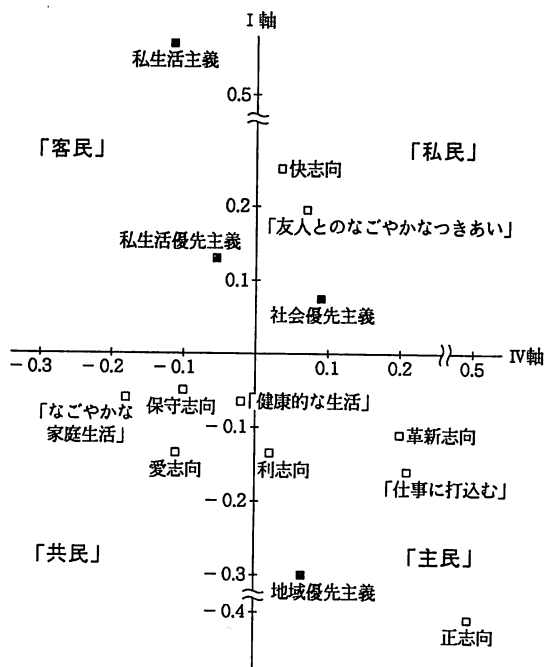 I 軸
私生活主義
0.5
「客民」
「私民」
快志向
0.2
「友人とのなごやかなつきあい」
私生活優先主義
0.1
社会優先主義
－0.3 －0.2 －0.1 0.1 0.2 0.5 IV軸
「なごやかな
家庭生活」
保守志向
「健康的な生活」
－0.1
革新志向
愛志向
利志向
「仕事に打込む」
－0.2
「共民」
「主民」
－0.3
地域優先主義
－0.4
正志向